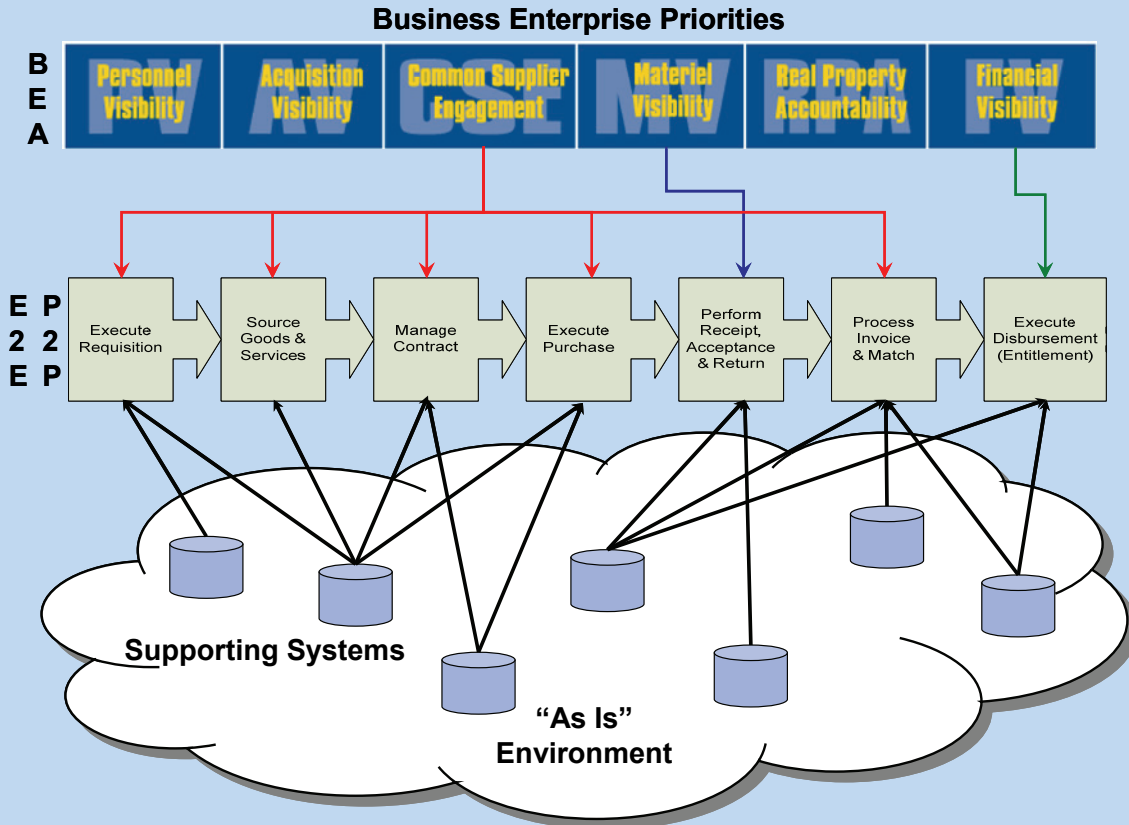 Business Enterprise Priorities
B
E
A
PV
Personnel
Visibility
AV
Acquisition
Visibility
CSE
Common Supplier
Engagement
MV
Materiel
Visibility
RPA
Real Property
Accountability
FV
Financial
Visibility
E P
2 2
E P
Execute
Requisition
Source
Goods &
Services
Manage
Contract
Execute
Purchase
Perform
Receipt,
Acceptance
& Return
Process
Invoice
& Match
Execute
Disbursement
(Entitlement)
Supporting Systems
“As Is”
Environment